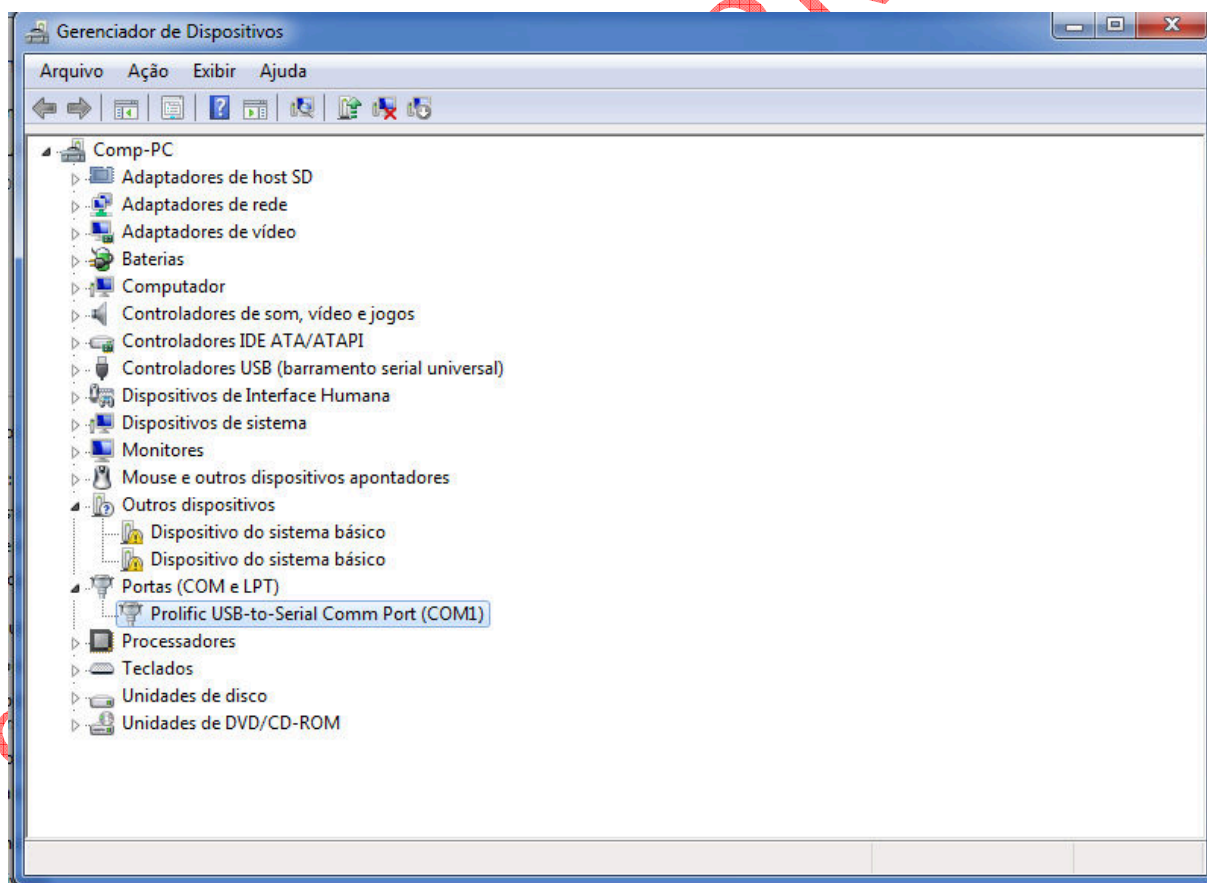 Gerenciador de Dispositivos
Arquivo Ação Exibir Ajuda
Comp-PC
Adaptadores de host SD
Adaptadores de rede
Adaptadores de vídeo
Baterias
Computador
Controladores de som, vídeo e jogos
Controladores IDE ATA/ATAPI
Controladores USB (barramento serial universal)
Dispositivos de Interface Humana
Dispositivos de sistema
Monitores
Mouse e outros dispositivos apontadores
Outros dispositivos
Dispositivo do sistema básico
Dispositivo do sistema básico
Portas (COM e LPT)
Prolific USB-to-Serial Comm Port (COM1)
Processadores
Teclados
Unidades de disco
Unidades de DVD/CD-ROM